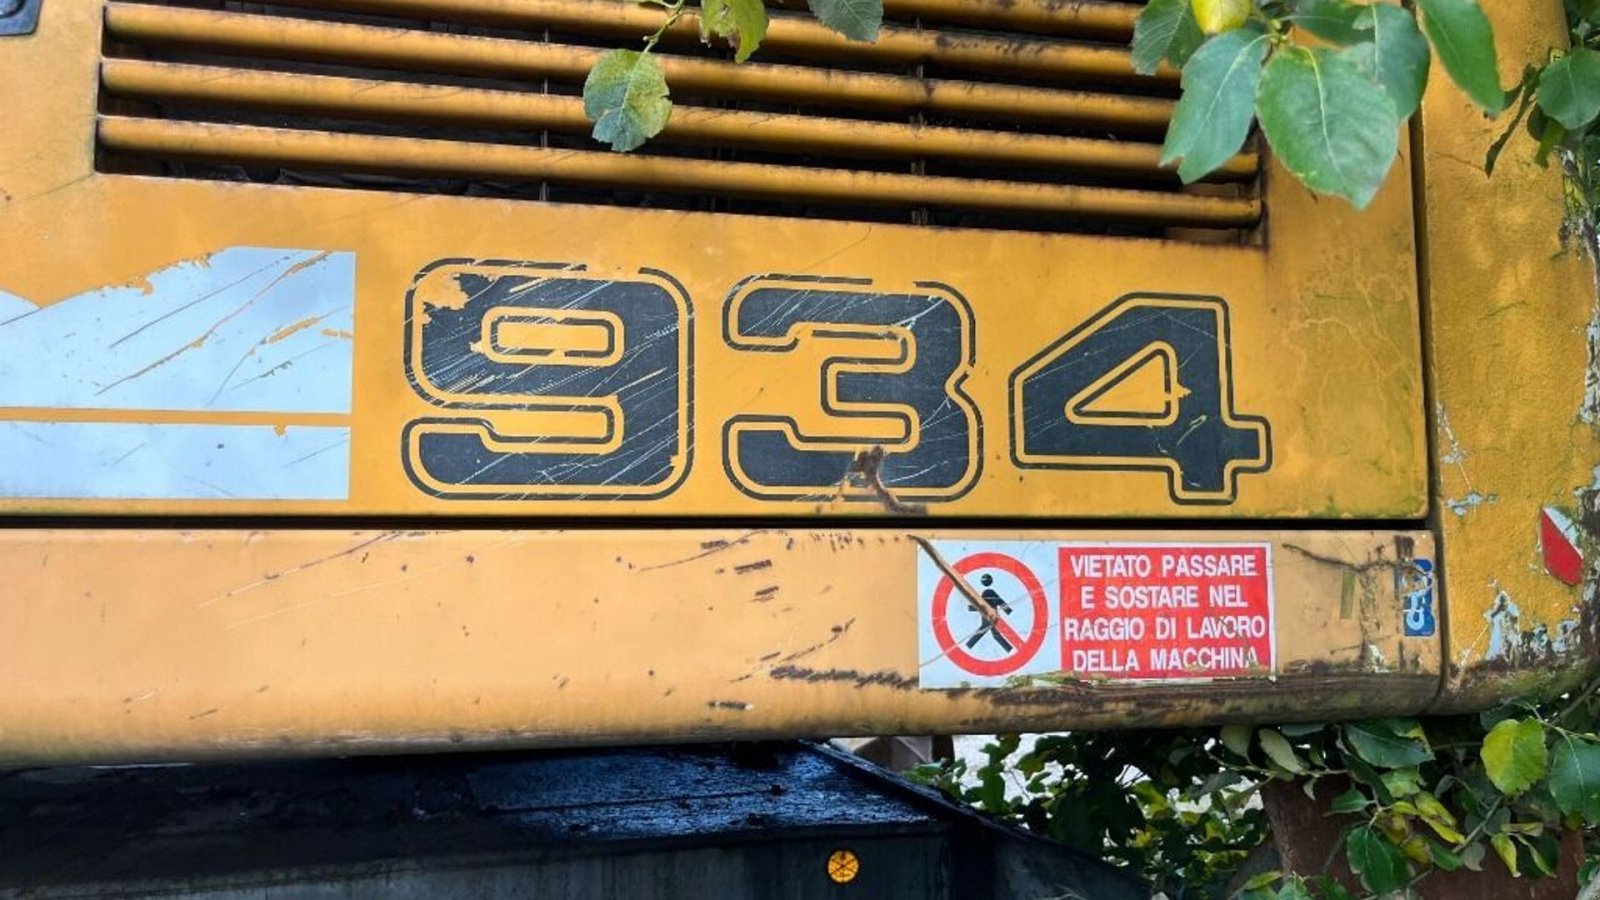 934
VIETATO PASSARE
E SOSTARE NEL
RAGGIO DI LAVORO
DELLA MACCHINA